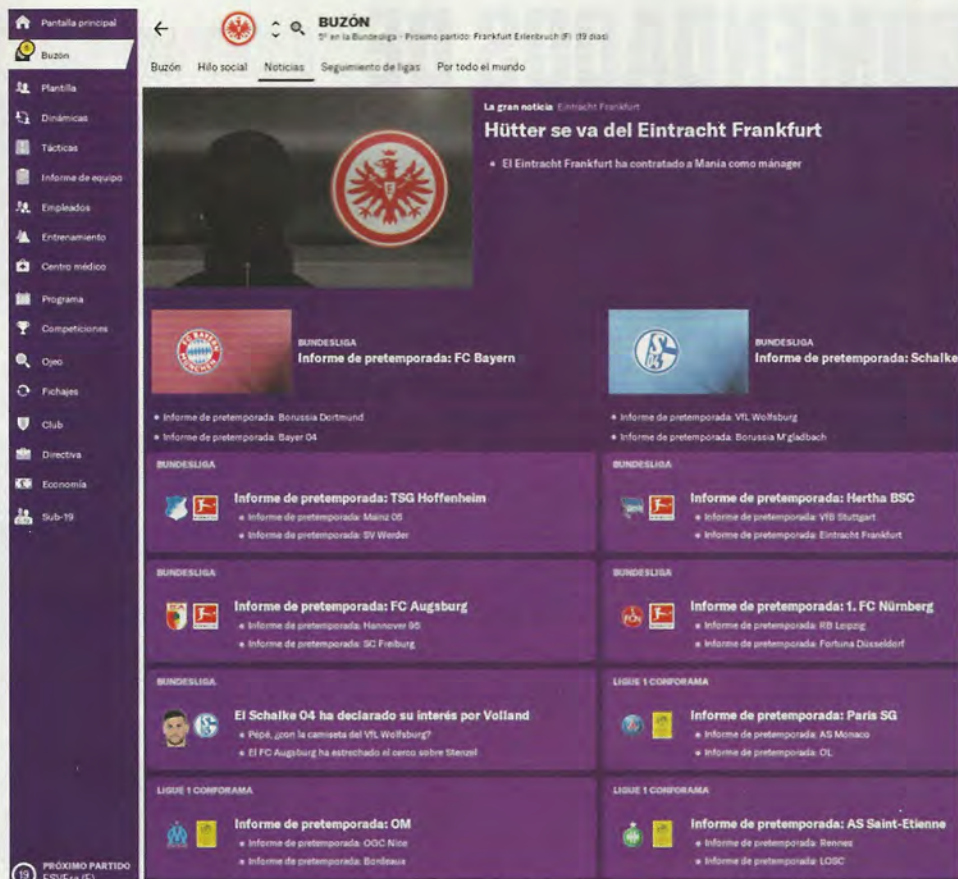 Pantalla principal
Buzón
Plantilla
Dinámicas
Tácticas
Informe de equipo
Empleados
Entrenamiento
Centro médico
Programa
Competiciones
Ojeo
Fichajes
Club
Directiva
Economía
Sub-19
19
PRÓXIMO PARTIDO
BUZÓN
5º en la Bundesliga - Próximo partido: Frankfurt Erlenbruch (F) (19 días)
Buzón Hilo social Noticias Seguimiento de ligas Por todo el mundo
La gran noticia Eintracht Frankfurt
Hütter se va del Eintracht Frankfurt
• El Eintracht Frankfurt ha contratado a Mania como mánager
BUNDESLIGA
Informe de pretemporada: FC Bayern
• Informe de pretemporada: Borussia Dortmund
• Informe de pretemporada: Bayer 04
BUNDESLIGA
Informe de pretemporada: Schalke
• Informe de pretemporada: VfL Wolfsburg
• Informe de pretemporada: Borussia M'gladbach
BUNDESLIGA
Informe de pretemporada: TSG Hoffenheim
• Informe de pretemporada: Mainz 05
• Informe de pretemporada: SV Werder
BUNDESLIGA
Informe de pretemporada: Hertha BSC
• Informe de pretemporada: VfB Stuttgart
• Informe de pretemporada: Eintracht Frankfurt
BUNDESLIGA
Informe de pretemporada: FC Augsburg
• Informe de pretemporada: Hannover 96
• Informe de pretemporada: SC Freiburg
BUNDESLIGA
Informe de pretemporada: 1. FC Nürnberg
• Informe de pretemporada: RB Leipzig
• Informe de pretemporada: Fortuna Düsseldorf
BUNDESLIGA
El Schalke 04 ha declarado su interés por Volland
• Pépé, ¿con la camiseta del VfL Wolfsburg?
• El FC Augsburg ha estrechado el cerco sobre Stenzel
LIGUE 1 CONFORAMA
Informe de pretemporada: Paris SG
• Informe de pretemporada: AS Monaco
• Informe de pretemporada: OL
LIGUE 1 CONFORAMA
Informe de pretemporada: OM
• Informe de pretemporada: OGC Nice
• Informe de pretemporada: Bordeaux
LIGUE 1 CONFORAMA
Informe de pretemporada: AS Saint-Etienne
• Informe de pretemporada: Rennes
• Informe de pretemporada: LOSC